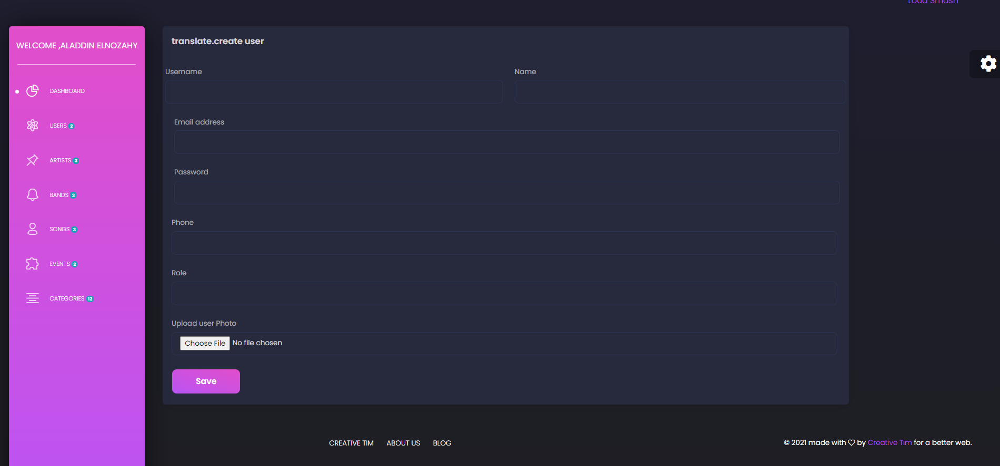 Loud Smash
WELCOME ,ALADDIN ELNOZAHY
DASHBOARD
USERS 2
ARTISTS 3
BANDS 3
SONGS 3
EVENTS 2
CATEGORIES 12
translate.create user
Username
Name
Email address
Password
Phone
Role
Upload user Photo
Choose File No file chosen
Save
CREATIVE TIM ABOUT US BLOG
© 2021 made with ♡ by Creative Tim for a better web.